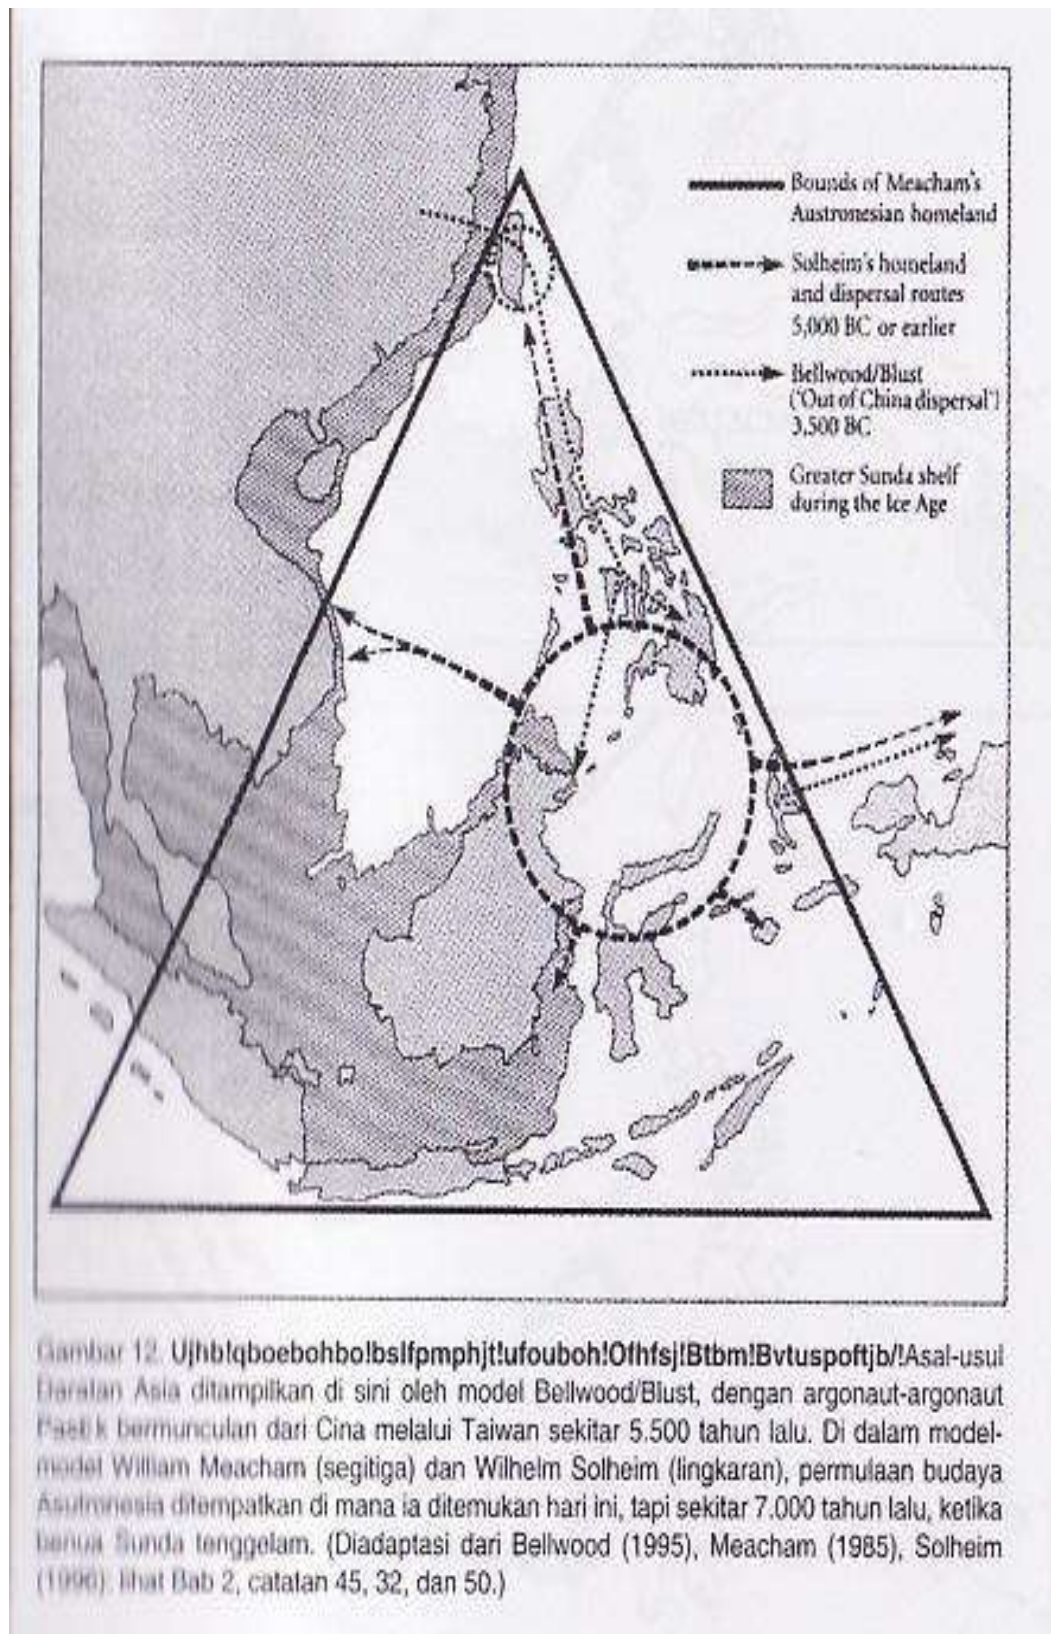 Bounds of Meacham's
Austronesian homeland
Solheim's homeland
and dispersal routes
5,000 BC or earlier
Bellwood/Blust
('Out of China dispersal')
3,500 BC
Greater Sunda shelf
during the Ice Age
Gambar 12. Ujhb!qboebohbo!bslfpmphjt!ufouboh!Ofhfsj!Btbm!Bvtuspoftjb/!Asal-usul
Daratan Asia ditampilkan di sini oleh model Bellwood/Blust, dengan argonaut-argonaut
bermunculan dari Cina melalui Taiwan sekitar 5.500 tahun lalu. Di dalam model-
model William Meacham (segitiga) dan Wilhelm Solheim (lingkaran), permulaan budaya
ditempatkan di mana ia ditemukan hari ini, tapi sekitar 7.000 tahun lalu, ketika
benua Sunda tenggelam. (Diadaptasi dari Bellwood (1995), Meacham (1985), Solheim
(1996), lihat Bab 2, catatan 45, 32, dan 50.)